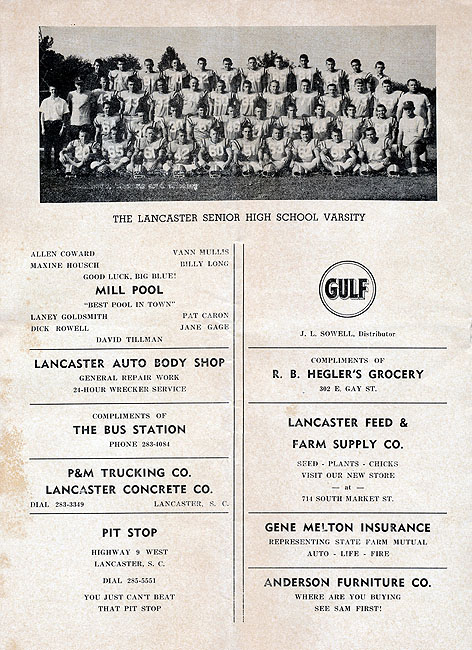 THE LANCASTER SENIOR HIGH SCHOOL VARSITY
ALLEN COWARD VANN MULLIS
MAXINE HOUSCH BILLY LONG
GOOD LUCK, BIG BLUE!
MILL POOL
"BEST POOL IN TOWN"
LANEY GOLDSMITH PAT CARON
DICK ROWELL JANE GAGE
DAVID TILLMAN
LANCASTER AUTO BODY SHOP
GENERAL REPAIR WORK
24-HOUR WRECKER SERVICE
COMPLIMENTS OF
THE BUS STATION
PHONE 283-4084
P&M TRUCKING CO.
LANCASTER CONCRETE CO.
DIAL 283-3349 LANCASTER, S. C.
PIT STOP
HIGHWAY 9 WEST
LANCASTER, S. C.
DIAL 285-5551
YOU JUST CAN'T BEAT
THAT PIT STOP
GULF
J. L. SOWELL, Distributor
COMPLIMENTS OF
R. B. HEGLER'S GROCERY
302 E. GAY ST.
LANCASTER FEED &
FARM SUPPLY CO.
SEED - PLANTS - CHICKS
VISIT OUR NEW STORE
— at —
714 SOUTH MARKET ST.
GENE MELTON INSURANCE
REPRESENTING STATE FARM MUTUAL
AUTO - LIFE - FIRE
ANDERSON FURNITURE CO.
WHERE ARE YOU BUYING
SEE SAM FIRST!